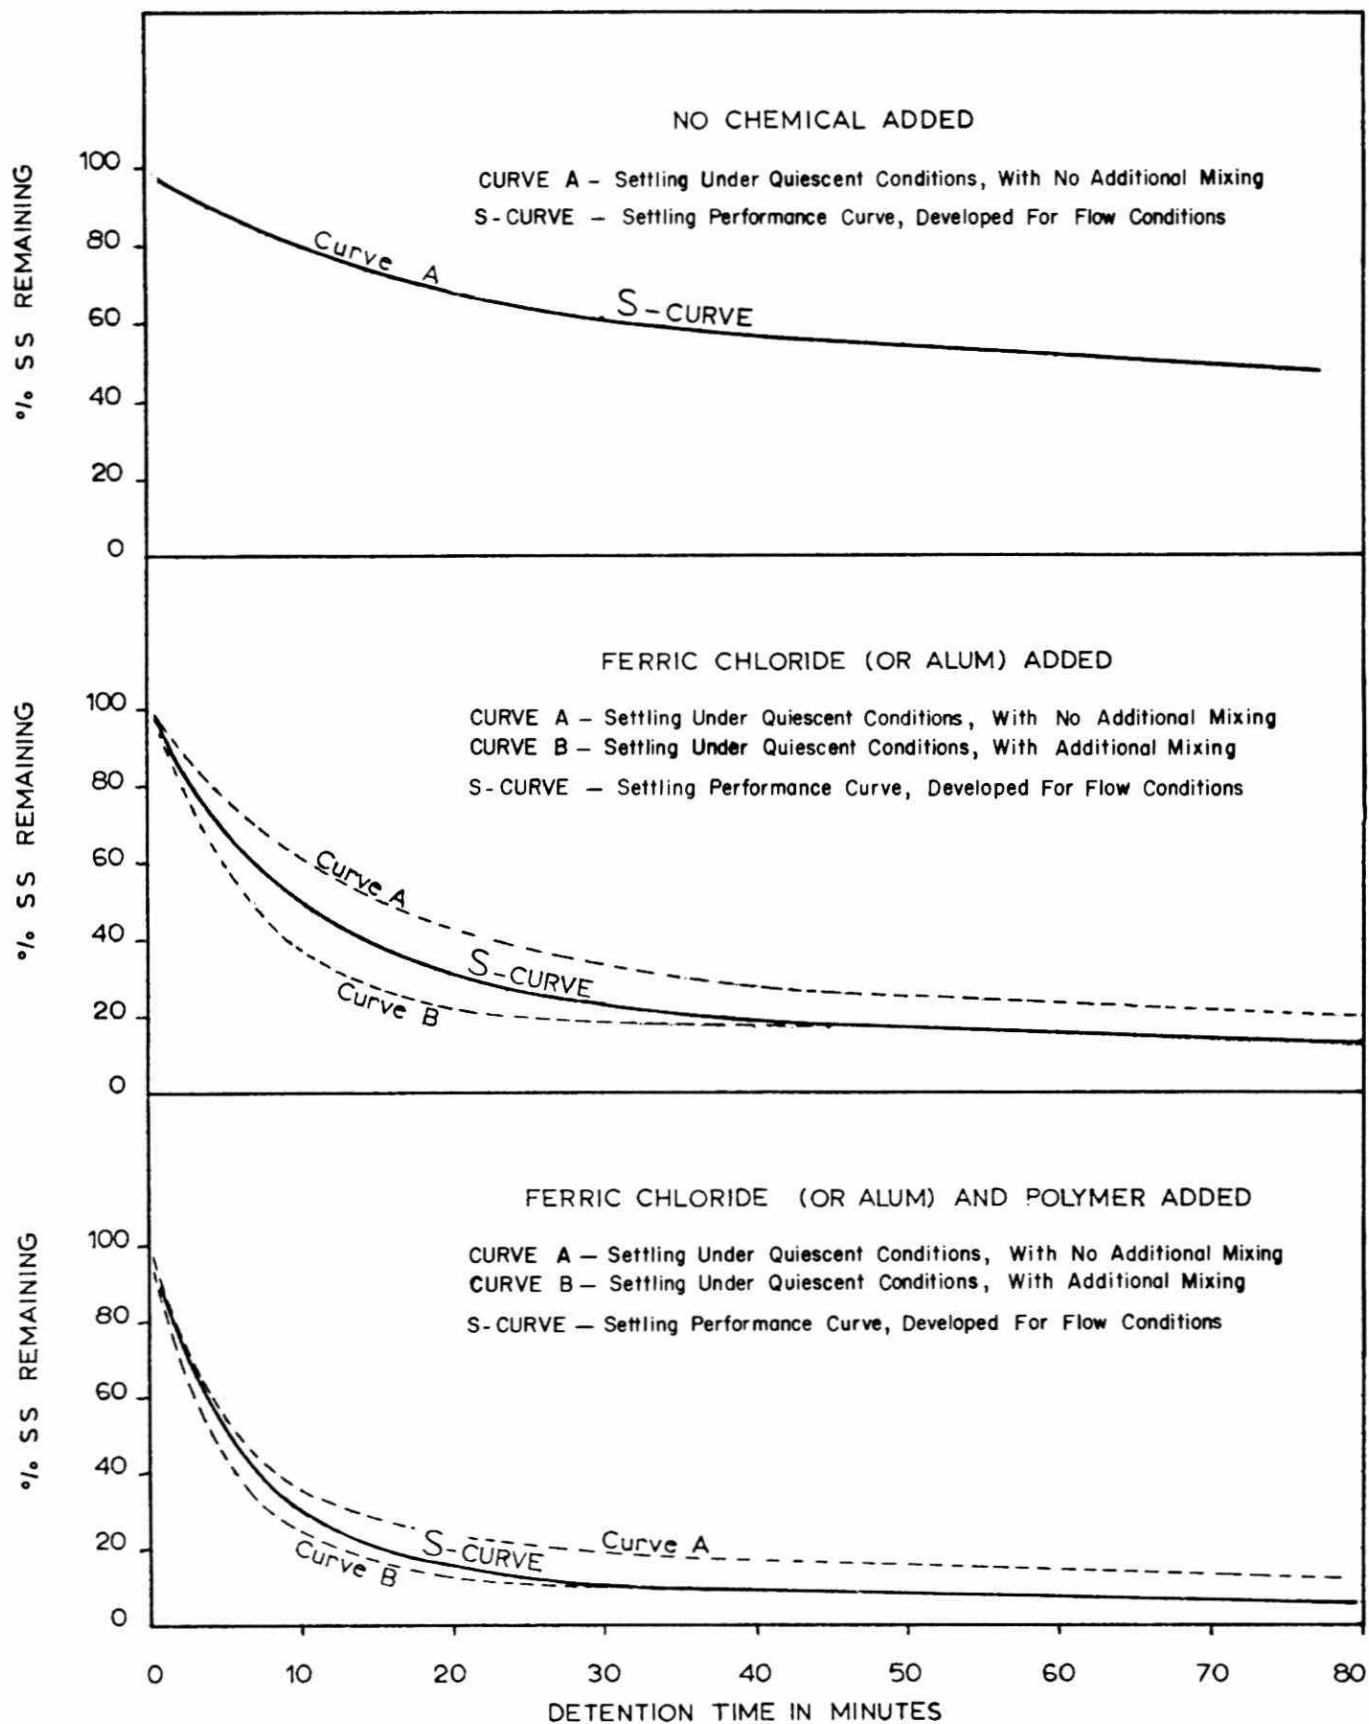 NO CHEMICAL ADDED
CURVE A - Settling Under Quiescent Conditions, With No Additional Mixing
S-CURVE - Settling Performance Curve, Developed For Flow Conditions
% SS REMAINING
100
80
60
40
20
0
Curve A
S-CURVE
FERRIC CHLORIDE (OR ALUM) ADDED
CURVE A - Settling Under Quiescent Conditions, With No Additional Mixing
CURVE B - Settling Under Quiescent Conditions, With Additional Mixing
S-CURVE - Settling Performance Curve, Developed For Flow Conditions
% SS REMAINING
100
80
60
40
20
0
Curve A
S-CURVE
Curve B
FERRIC CHLORIDE (OR ALUM) AND POLYMER ADDED
CURVE A - Settling Under Quiescent Conditions, With No Additional Mixing
CURVE B - Settling Under Quiescent Conditions, With Additional Mixing
S-CURVE - Settling Performance Curve, Developed For Flow Conditions
% SS REMAINING
100
80
60
40
20
0
S-CURVE
Curve A
Curve B
0 10 20 30 40 50 60 70 80
DETENTION TIME IN MINUTES